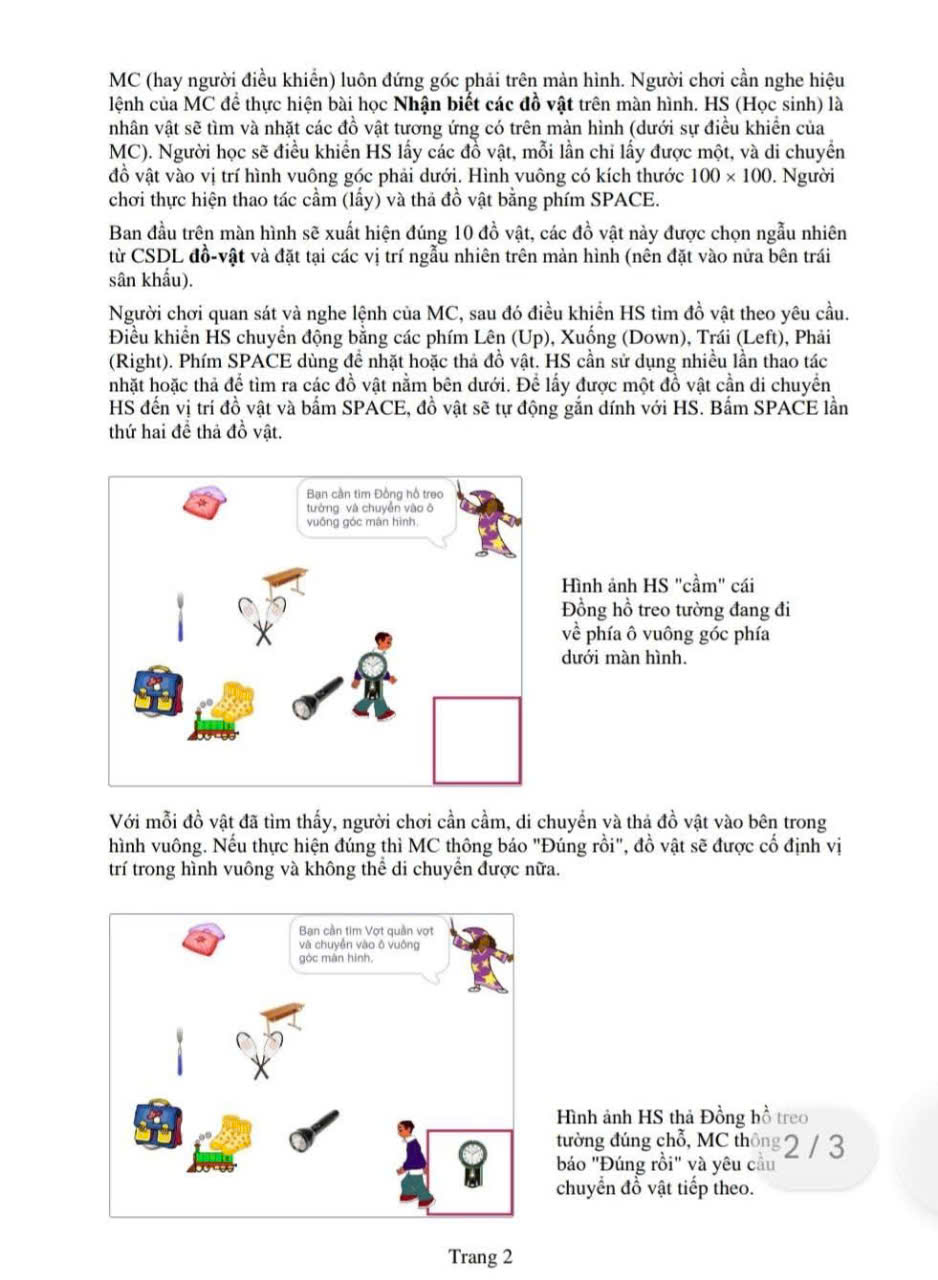 MC (hay người điều khiển) luôn đứng góc phải trên màn hình. Người chơi cần nghe hiệu
lệnh của MC để thực hiện bài học Nhận biết các đồ vật trên màn hình. HS (Học sinh) là
nhân vật sẽ tìm và nhặt các đồ vật tương ứng có trên màn hình (dưới sự điều khiển của
MC). Người học sẽ điều khiển HS lấy các đồ vật, mỗi lần chỉ lấy được một, và di chuyển
đồ vật vào vị trí hình vuông góc phải dưới. Hình vuông có kích thước 100 × 100. Người
chơi thực hiện thao tác cầm (lấy) và thả đồ vật bằng phím SPACE.
Ban đầu trên màn hình sẽ xuất hiện đúng 10 đồ vật, các đồ vật này được chọn ngẫu nhiên
từ CSDL đồ-vật và đặt tại các vị trí ngẫu nhiên trên màn hình (nên đặt vào nửa bên trái
sân khấu).
Người chơi quan sát và nghe lệnh của MC, sau đó điều khiển HS tìm đồ vật theo yêu cầu.
Điều khiển HS chuyển động bằng các phím Lên (Up), Xuống (Down), Trái (Left), Phải
(Right). Phím SPACE dùng để nhặt hoặc thả đồ vật. HS cần sử dụng nhiều lần thao tác
nhặt hoặc thả để tìm ra các đồ vật nằm bên dưới. Để lấy được một đồ vật cần di chuyển
HS đến vị trí đồ vật và bấm SPACE, đồ vật sẽ tự động gắn dính với HS. Bấm SPACE lần
thứ hai để thả đồ vật.
Bạn cần tìm Đồng hồ treo
tường và chuyển vào ô
vuông góc màn hình.
Hình ảnh HS "cầm" cái
Đồng hồ treo tường đang đi
về phía ô vuông góc phía
dưới màn hình.
Với mỗi đồ vật đã tìm thấy, người chơi cần cầm, di chuyển và thả đồ vật vào bên trong
hình vuông. Nếu thực hiện đúng thì MC thông báo "Đúng rồi", đồ vật sẽ được cố định vị
trí trong hình vuông và không thể di chuyển được nữa.
Bạn cần tìm Vợt quần vợt
và chuyển vào ô vuông
góc màn hình.
Hình ảnh HS thả Đồng hồ treo
tường đúng chỗ, MC thông
báo "Đúng rồi" và yêu cầu
chuyển đồ vật tiếp theo.
2 / 3
Trang 2